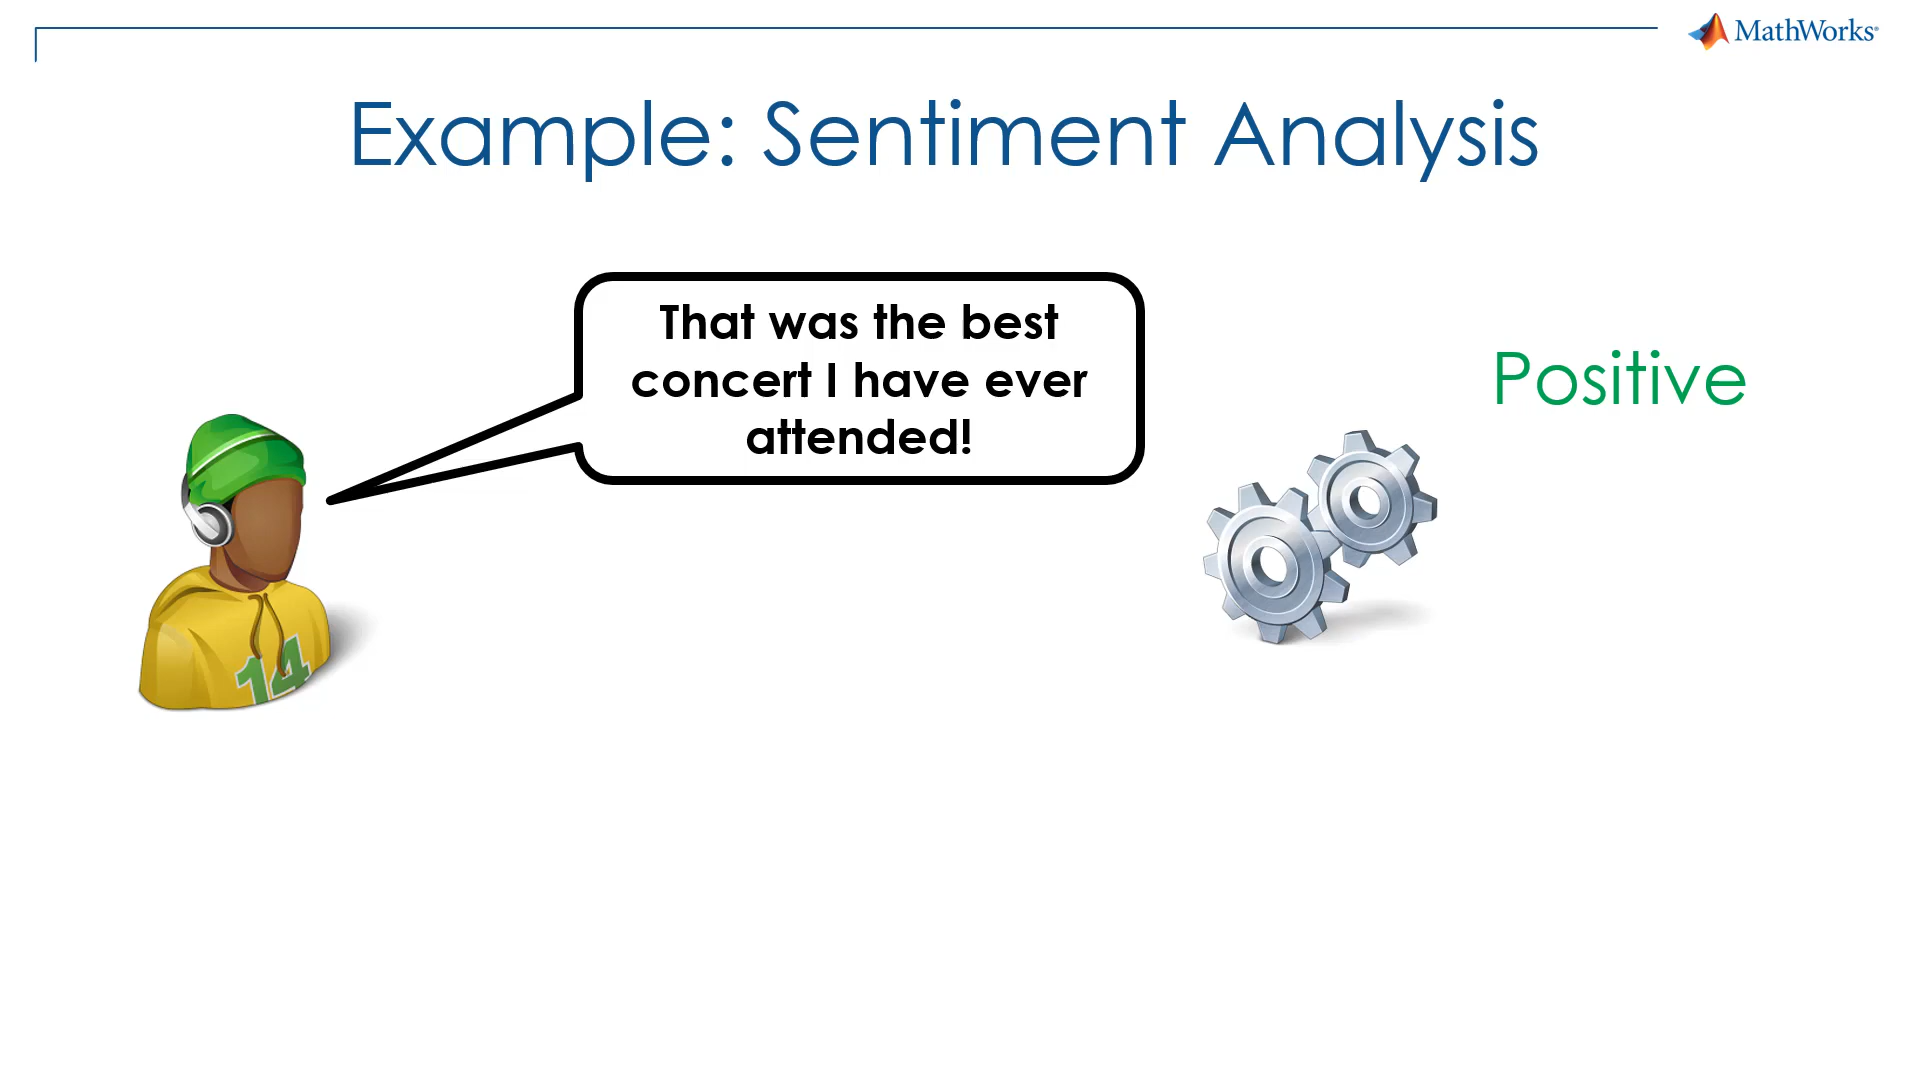 MathWorks®
Example: Sentiment Analysis
That was the best
concert I have ever
attended!
Positive
14